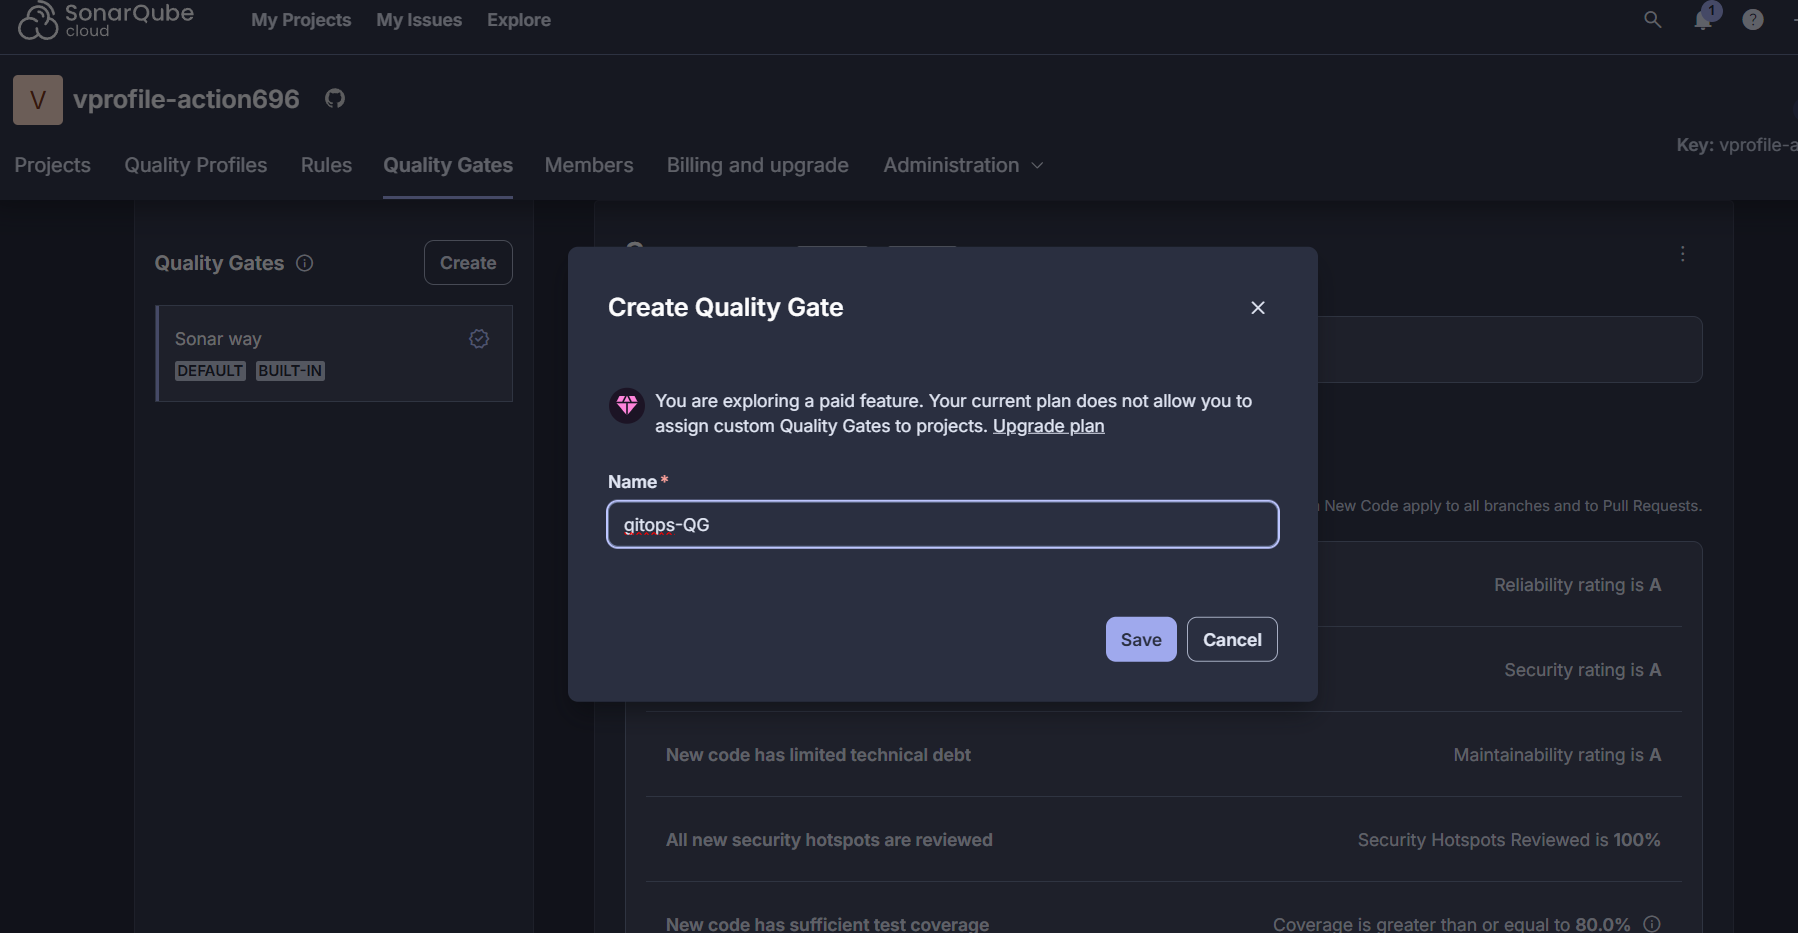 SonarQube cloud
My Projects My Issues Explore
1
?
V vprofile-action696
Key: vprofile-a
Projects Quality Profiles Rules Quality Gates Members Billing and upgrade Administration
Quality Gates Create
Sonar way
DEFAULT BUILT-IN
Create Quality Gate
You are exploring a paid feature. Your current plan does not allow you to
assign custom Quality Gates to projects. Upgrade plan
Name*
gitops-QG
Save Cancel
New Code apply to all branches and to Pull Requests.
Reliability rating is A
Security rating is A
New code has limited technical debt Maintainability rating is A
All new security hotspots are reviewed Security Hotspots Reviewed is 100%
New code has sufficient test coverage Coverage is greater than or equal to 80.0%